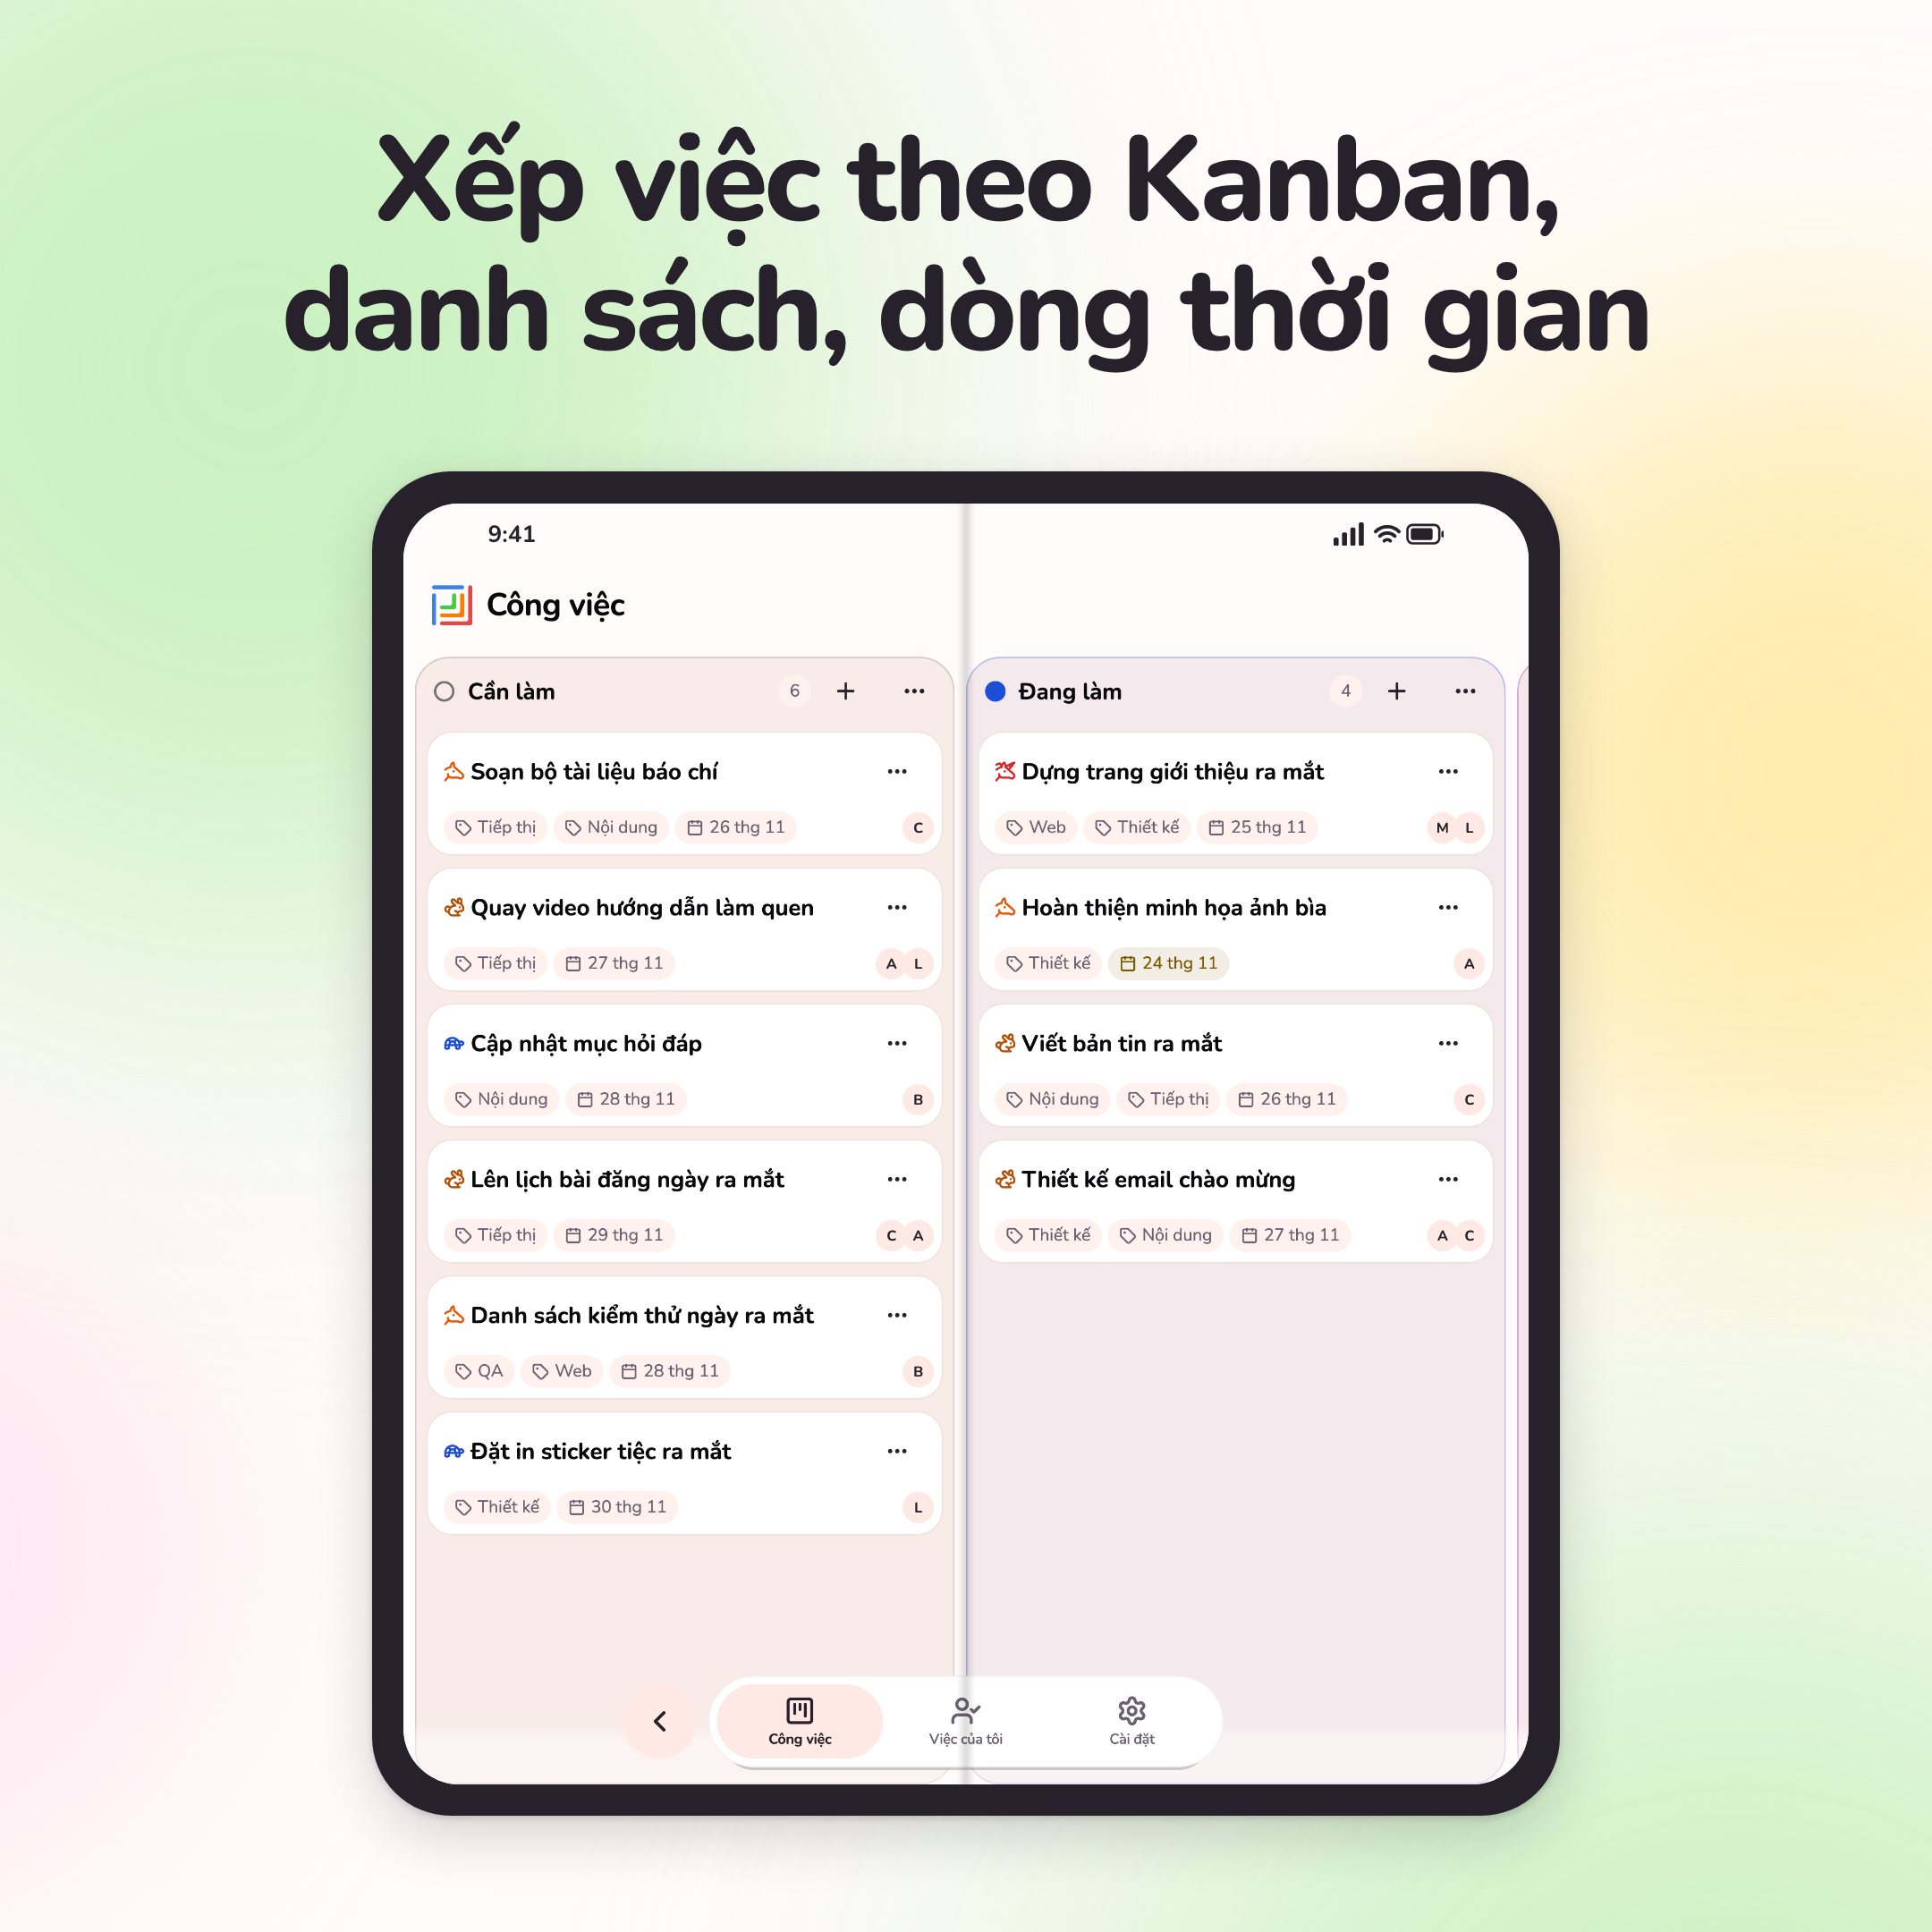 Xếp việc theo Kanban,
danh sách, dòng thời gian
9:41
Công việc
Cần làm
6
Soạn bộ tài liệu báo chí
Tiếp thị
Nội dung
26 thg 11
C
Quay video hướng dẫn làm quen
Tiếp thị
27 thg 11
A
L
Cập nhật mục hỏi đáp
Nội dung
28 thg 11
B
Lên lịch bài đăng ngày ra mắt
Tiếp thị
29 thg 11
C
A
Danh sách kiểm thử ngày ra mắt
QA
Web
28 thg 11
B
Đặt in sticker tiệc ra mắt
Thiết kế
30 thg 11
L
Đang làm
4
Dựng trang giới thiệu ra mắt
Web
Thiết kế
25 thg 11
M
L
Hoàn thiện minh họa ảnh bìa
Thiết kế
24 thg 11
A
Viết bản tin ra mắt
Nội dung
Tiếp thị
26 thg 11
C
Thiết kế email chào mừng
Thiết kế
Nội dung
27 thg 11
A
C
Công việc
Việc của tôi
Cài đặt